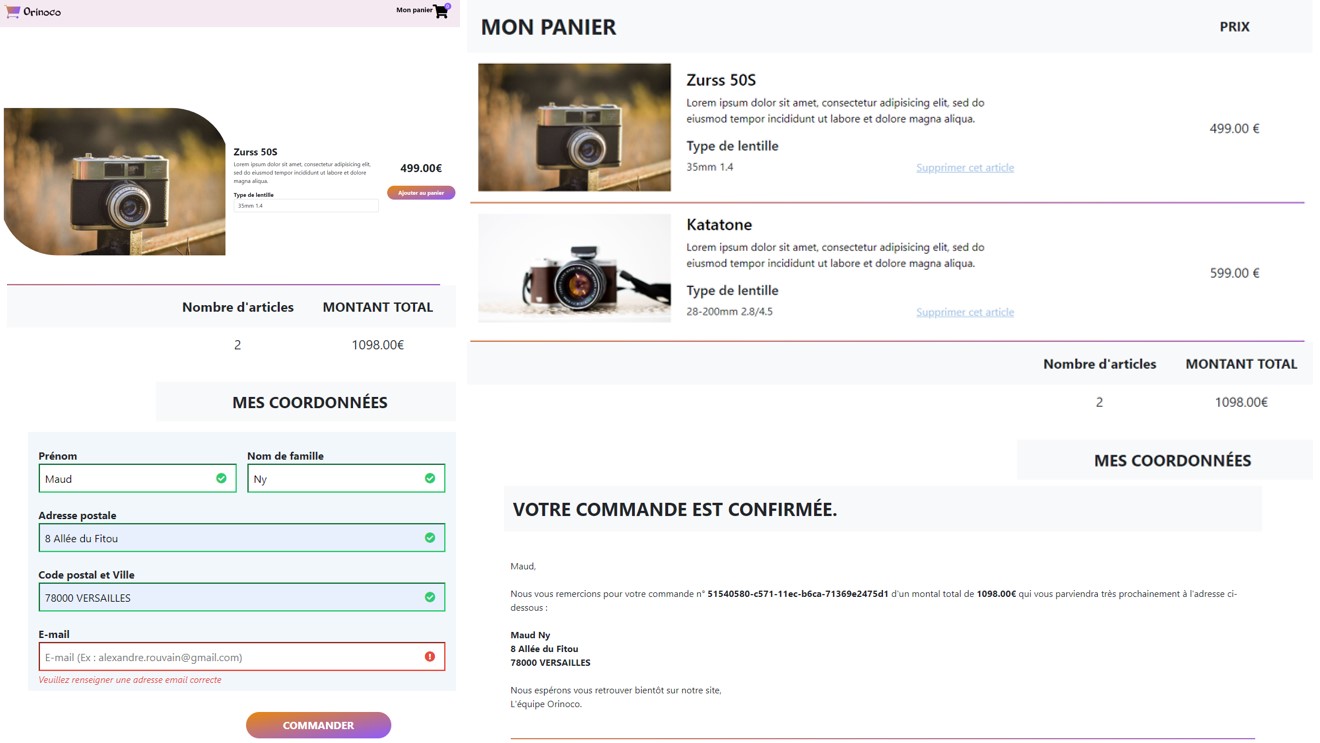 Orinoco
Mon panier
Zurss 50S
Lorem ipsum dolor sit amet, consectetur adipisicing elit,
sed do eiusmod tempor incididunt ut labore et dolore
magna aliqua.
Type de lentille
35mm 1.4
499.00€
Ajouter au panier
Nombre d'articles MONTANT TOTAL
2 1098.00€
MES COORDONNÉES
Prénom Nom de famille
Maud Ny
Adresse postale
8 Allée du Fitou
Code postal et Ville
78000 VERSAILLES
E-mail
E-mail (Ex : alexandre.rouvain@gmail.com)
Veuillez renseigner une adresse email correcte
COMMANDER
MON PANIER PRIX
Zurss 50S
Lorem ipsum dolor sit amet, consectetur adipisicing elit, sed do
eiusmod tempor incididunt ut labore et dolore magna aliqua.
Type de lentille
35mm 1.4 Supprimer cet article
499.00 €
Katatone
Lorem ipsum dolor sit amet, consectetur adipisicing elit, sed do
eiusmod tempor incididunt ut labore et dolore magna aliqua.
Type de lentille
28-200mm 2.8/4.5 Supprimer cet article
599.00 €
Nombre d'articles MONTANT TOTAL
2 1098.00€
MES COORDONNÉES
VOTRE COMMANDE EST CONFIRMÉE.
Maud,
Nous vous remercions pour votre commande n° 51540580-c571-11ec-b6ca-71369e2475d1 d'un montal total de 1098.00€ qui vous parviendra très prochainement à l'adresse ci-
dessous :
Maud Ny
8 Allée du Fitou
78000 VERSAILLES
Nous espérons vous retrouver bientôt sur notre site,
L'équipe Orinoco.